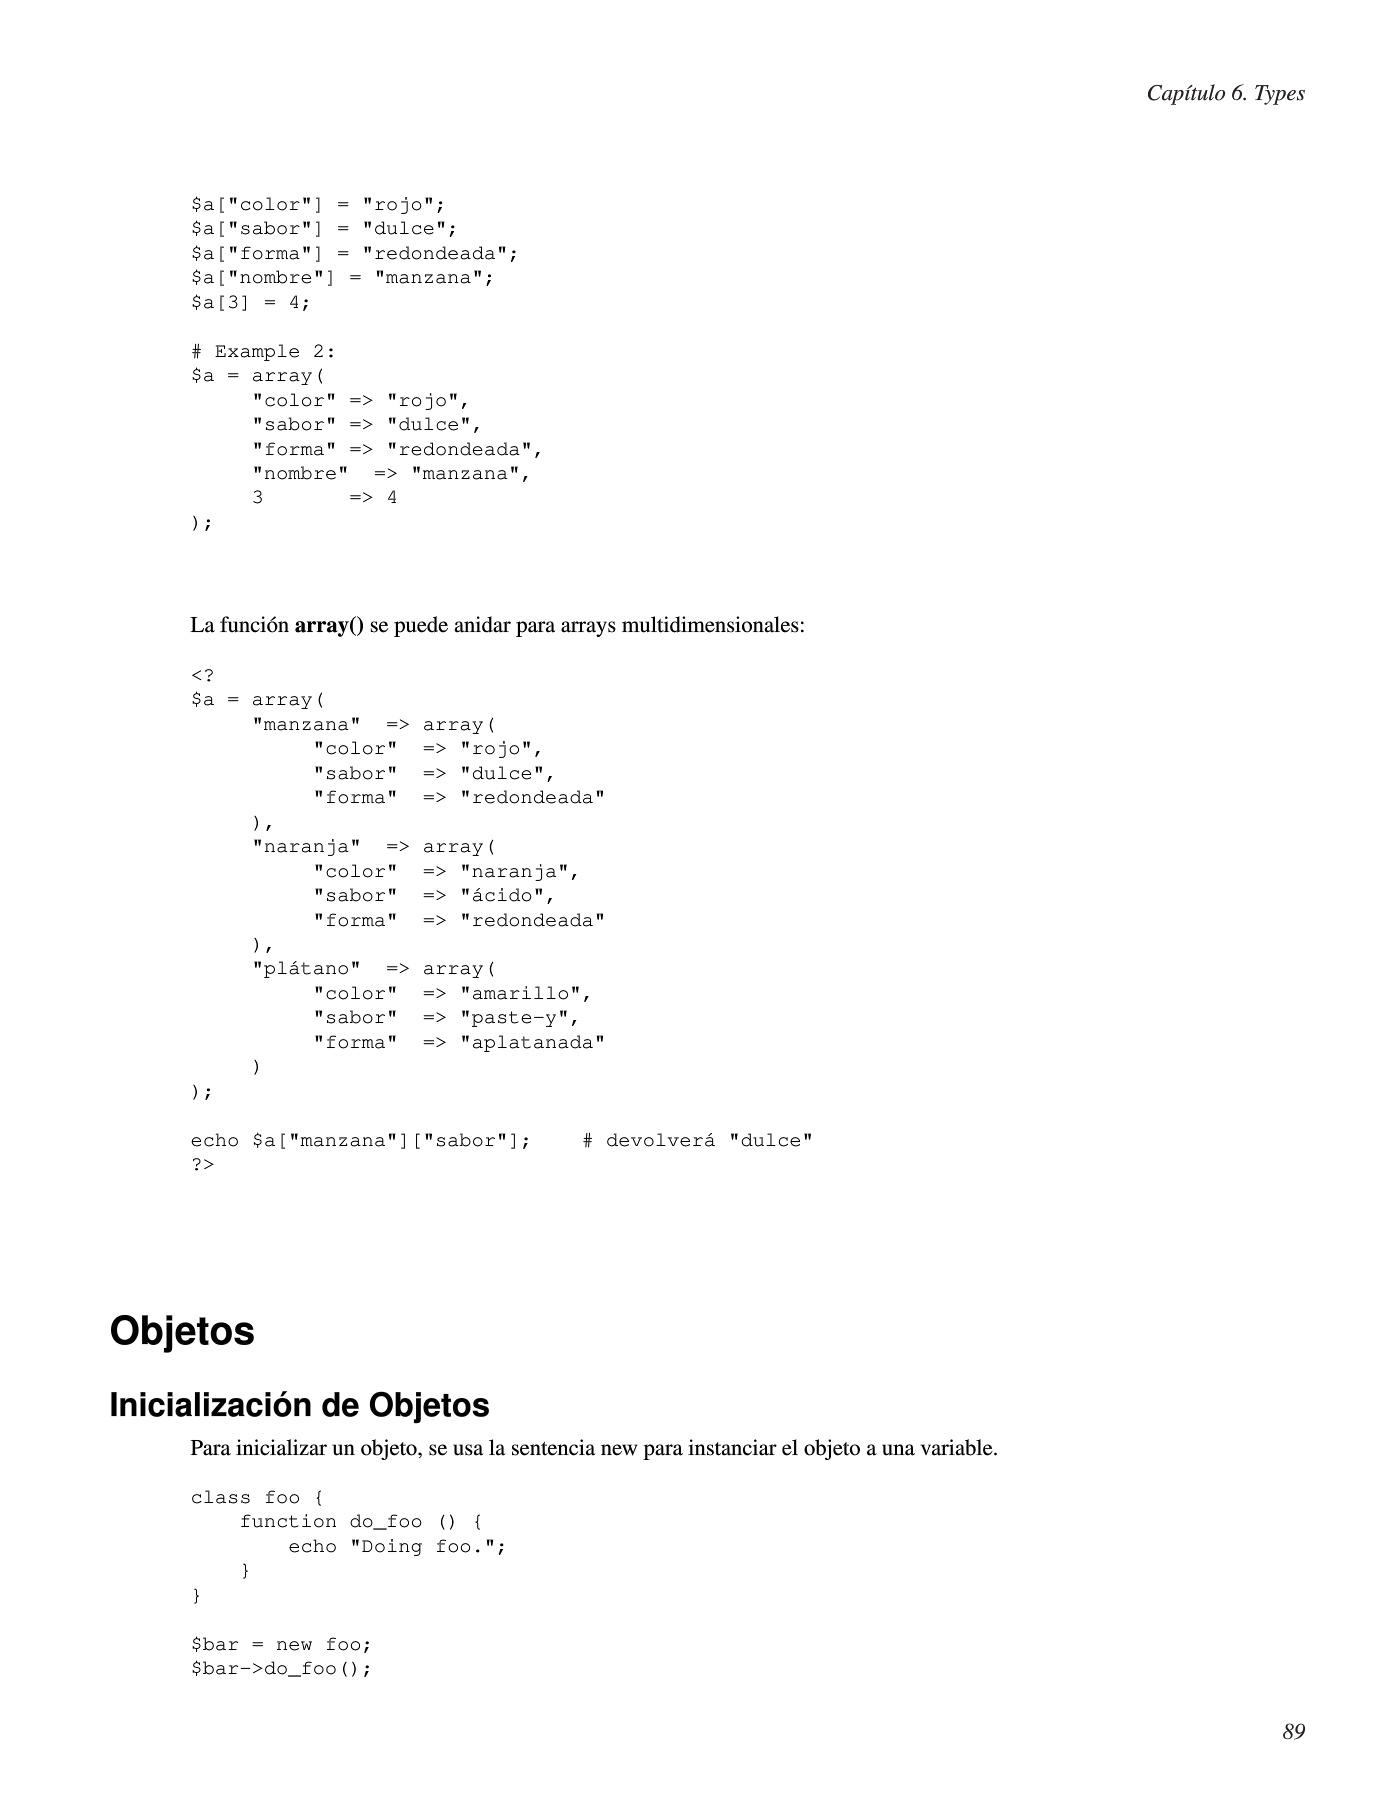 Capítulo 6. Types
$a["color"] = "rojo";
$a["sabor"] = "dulce";
$a["forma"] = "redondeada";
$a["nombre"] = "manzana";
$a[3] = 4;
# Example 2:
$a = array(
     "color" => "rojo",
     "sabor" => "dulce",
     "forma" => "redondeada",
     "nombre"  => "manzana",
     3       => 4
);
La función array() se puede anidar para arrays multidimensionales:
<?
$a = array(
     "manzana"  => array(
          "color"  => "rojo",
          "sabor"  => "dulce",
          "forma"  => "redondeada"
     ),
     "naranja"  => array(
          "color"  => "naranja",
          "sabor"  => "ácido",
          "forma"  => "redondeada"
     ),
     "plátano"  => array(
          "color"  => "amarillo",
          "sabor"  => "paste-y",
          "forma"  => "aplatanada"
     )
);
echo $a["manzana"]["sabor"];    # devolverá "dulce"
?>
Objetos
Inicialización de Objetos
Para inicializar un objeto, se usa la sentencia new para instanciar el objeto a una variable.
class foo {
    function do_foo () {
        echo "Doing foo.";
    }
}
$bar = new foo;
$bar->do_foo();
89